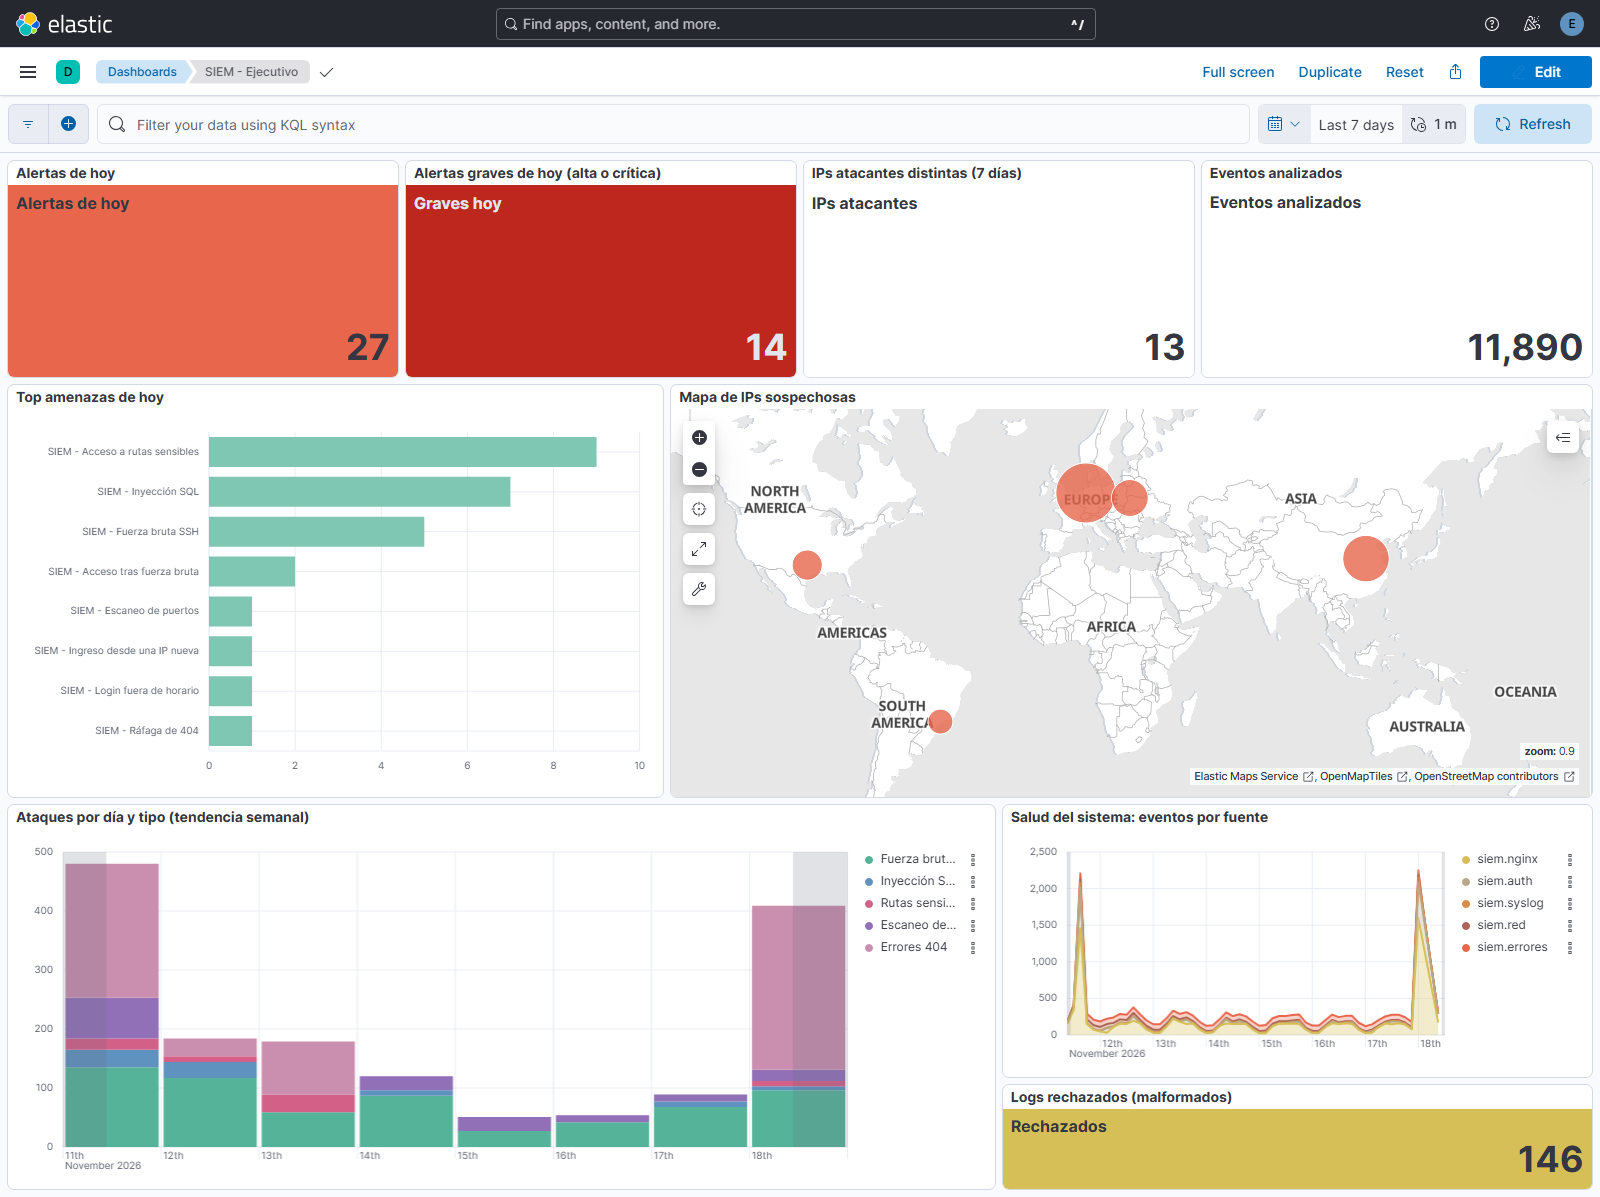 elastic
Find apps, content, and more.
^/
E
D
Dashboards
SIEM - Ejecutivo
Full screen
Duplicate
Reset
Edit
Filter your data using KQL syntax
Last 7 days
1 m
Refresh
Alertas de hoy
Alertas de hoy
27
Alertas graves de hoy (alta o crítica)
Graves hoy
14
IPs atacantes distintas (7 días)
IPs atacantes
13
Eventos analizados
Eventos analizados
11,890
Top amenazas de hoy
SIEM - Acceso a rutas sensibles
SIEM - Inyección SQL
SIEM - Fuerza bruta SSH
SIEM - Acceso tras fuerza bruta
SIEM - Escaneo de puertos
SIEM - Ingreso desde una IP nueva
SIEM - Login fuera de horario
SIEM - Ráfaga de 404
0 2 4 6 8 10
Mapa de IPs sospechosas
NORTH
AMERICA
EUROPE
ASIA
AMERICAS
AFRICA
SOUTH
AMERICA
OCEANIA
AUSTRALIA
zoom: 0.9
Elastic Maps Service , OpenMapTiles , OpenStreetMap contributors
Ataques por día y tipo (tendencia semanal)
500
400
300
200
100
0
11th 12th 13th 14th 15th 16th 17th 18th
November 2026
Fuerza brut...
Inyección S...
Rutas sensi...
Escaneo de...
Errores 404
Salud del sistema: eventos por fuente
2,500
2,000
1,500
1,000
500
0
12th 13th 14th 15th 16th 17th 18th
November 2026
siem.nginx
siem.auth
siem.syslog
siem.red
siem.errores
Logs rechazados (malformados)
Rechazados
146